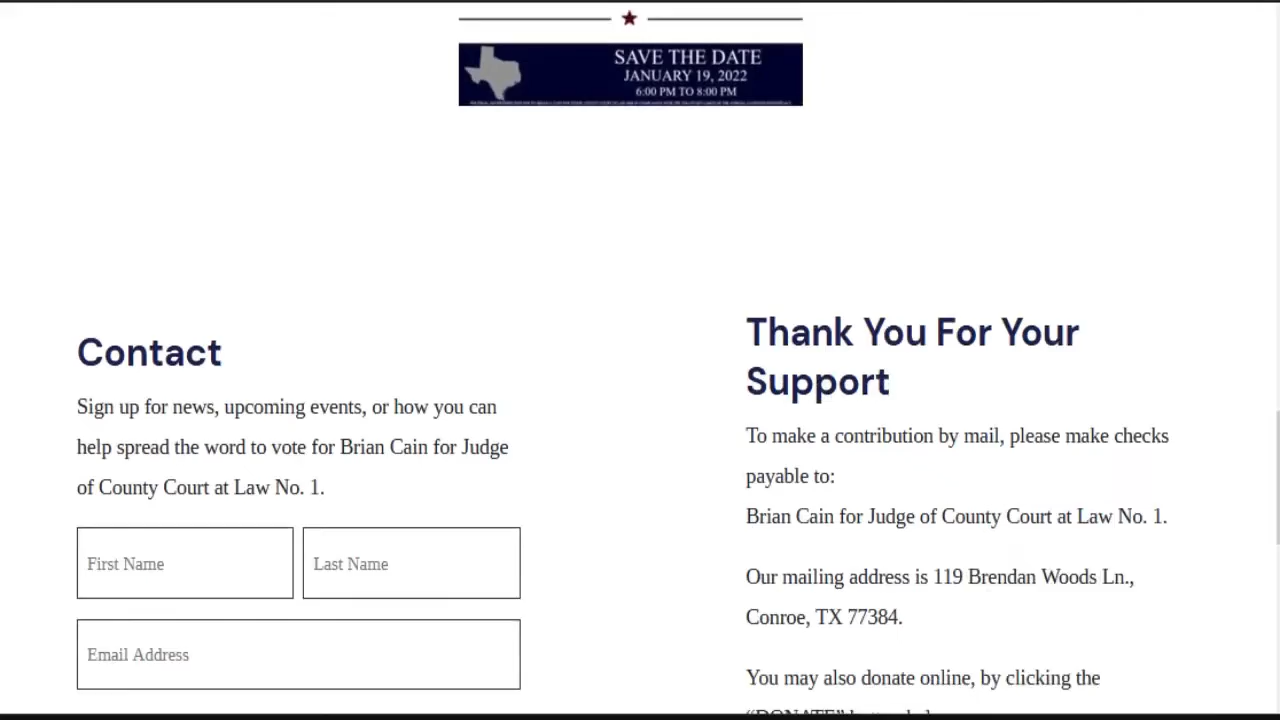 SAVE THE DATE
JANUARY 19, 2022
6:00 PM TO 8:00 PM
Contact
Sign up for news, upcoming events, or how you can
help spread the word to vote for Brian Cain for Judge
of County Court at Law No. 1.
First Name
Last Name
Email Address
Thank You For Your
Support
To make a contribution by mail, please make checks
payable to:
Brian Cain for Judge of County Court at Law No. 1.
Our mailing address is 119 Brendan Woods Ln.,
Conroe, TX 77384.
You may also donate online, by clicking the
“DONATE”